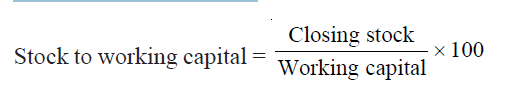 Stock to working capital = Closing stock / Working capital × 100